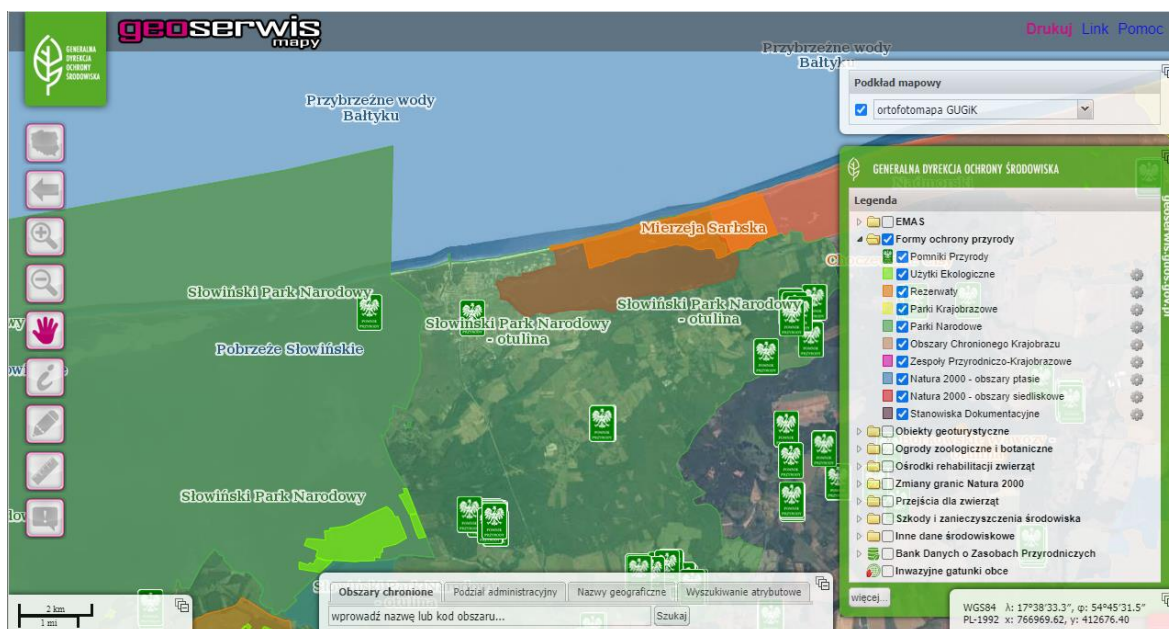 GENERALNA
DYREKCJA
OCHRONY
ŚRODOWISKA
geoserwis
mapy
Drukuj Link Pomoc
Przybrzeżne wody
Bałtyku
Przybrzeżne wody
Bałtyku
Mierzeja Sarbska
Słowiński Park Narodowy
Słowiński Park Narodowy
- otulina
Słowiński Park Narodowy
- otulina
Pobrzeże Słowińskie
Słowiński Park Narodowy
Podkład mapowy
ortofotomapa GUGiK
GENERALNA DYREKCJA OCHRONY ŚRODOWISKA
Legenda
EMAS
Formy ochrony przyrody
Pomniki Przyrody
Użytki Ekologiczne
Rezerwaty
Parki Krajobrazowe
Parki Narodowe
Obszary Chronionego Krajobrazu
Zespoły Przyrodniczo-Krajobrazowe
Natura 2000 - obszary ptasie
Natura 2000 - obszary siedliskowe
Stanowiska Dokumentacyjne
Obiekty geoturystyczne
Ogrody zoologiczne i botaniczne
Ośrodki rehabilitacji zwierząt
Zmiany granic Natura 2000
Przejścia dla zwierząt
Szkody i zanieczyszczenia środowiska
Inne dane środowiskowe
Bank Danych o Zasobach Przyrodniczych
Inwazyjne gatunki obce
więcej...
geoserwis.gdos.gov.pl
2 km
1 mi
Obszary chronione Podział administracyjny Nazwy geograficzne Wyszukiwanie atrybutowe
wprowadź nazwę lub kod obszaru... Szukaj
WGS84 λ: 17°38'33.3", φ: 54°45'31.5"
PL-1992 x: 766969.62, y: 412676.40